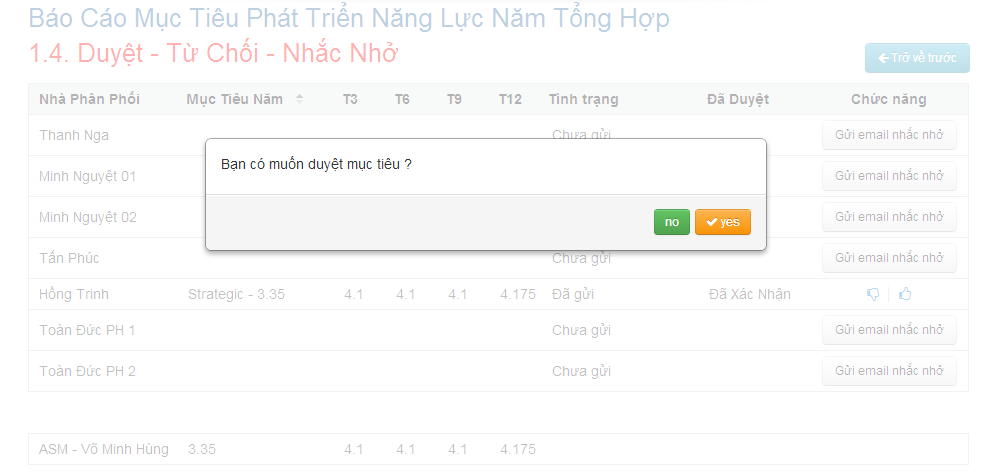 Báo Cáo Mục Tiêu Phát Triển Năng Lực Năm Tổng Hợp
1.4. Duyệt - Từ Chối - Nhắc Nhở
Trở về trước
Nhà Phân Phối Mục Tiêu Năm T3 T6 T9 T12 Tình trạng Đã Duyệt Chức năng
Thanh Nga Chưa gửi Gửi email nhắc nhở
Bạn có muốn duyệt mục tiêu ?
Minh Nguyệt 01 Gửi email nhắc nhở
Minh Nguyệt 02 Gửi email nhắc nhở
no yes
Tấn Phúc Chưa gửi Gửi email nhắc nhở
Hồng Trinh Strategic - 3.35 4.1 4.1 4.1 4.175 Đã gửi Đã Xác Nhận
Toàn Đức PH 1 Chưa gửi Gửi email nhắc nhở
Toàn Đức PH 2 Chưa gửi Gửi email nhắc nhở
ASM - Võ Minh Hùng 3.35 4.1 4.1 4.1 4.175